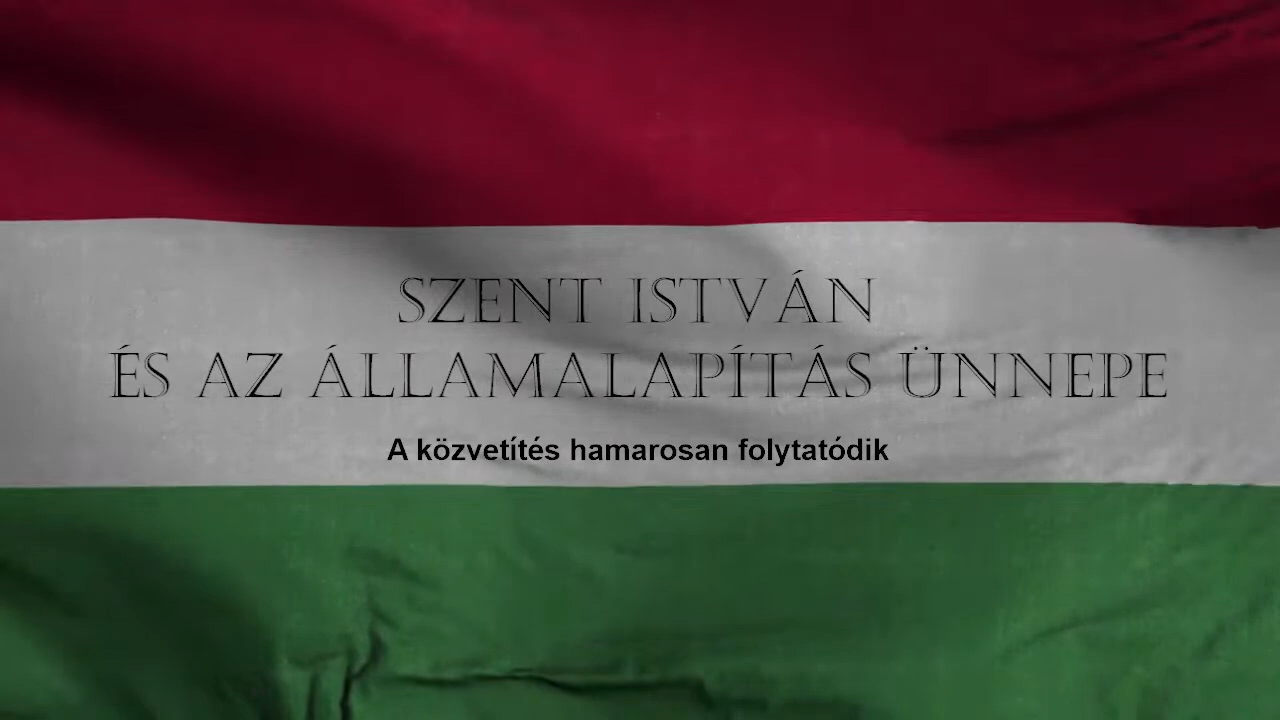 SZENT ISTVÁN
ÉS AZ ÁLLAMALAPÍTÁS ÜNNEPE
A közvetítés hamarosan folytatódik